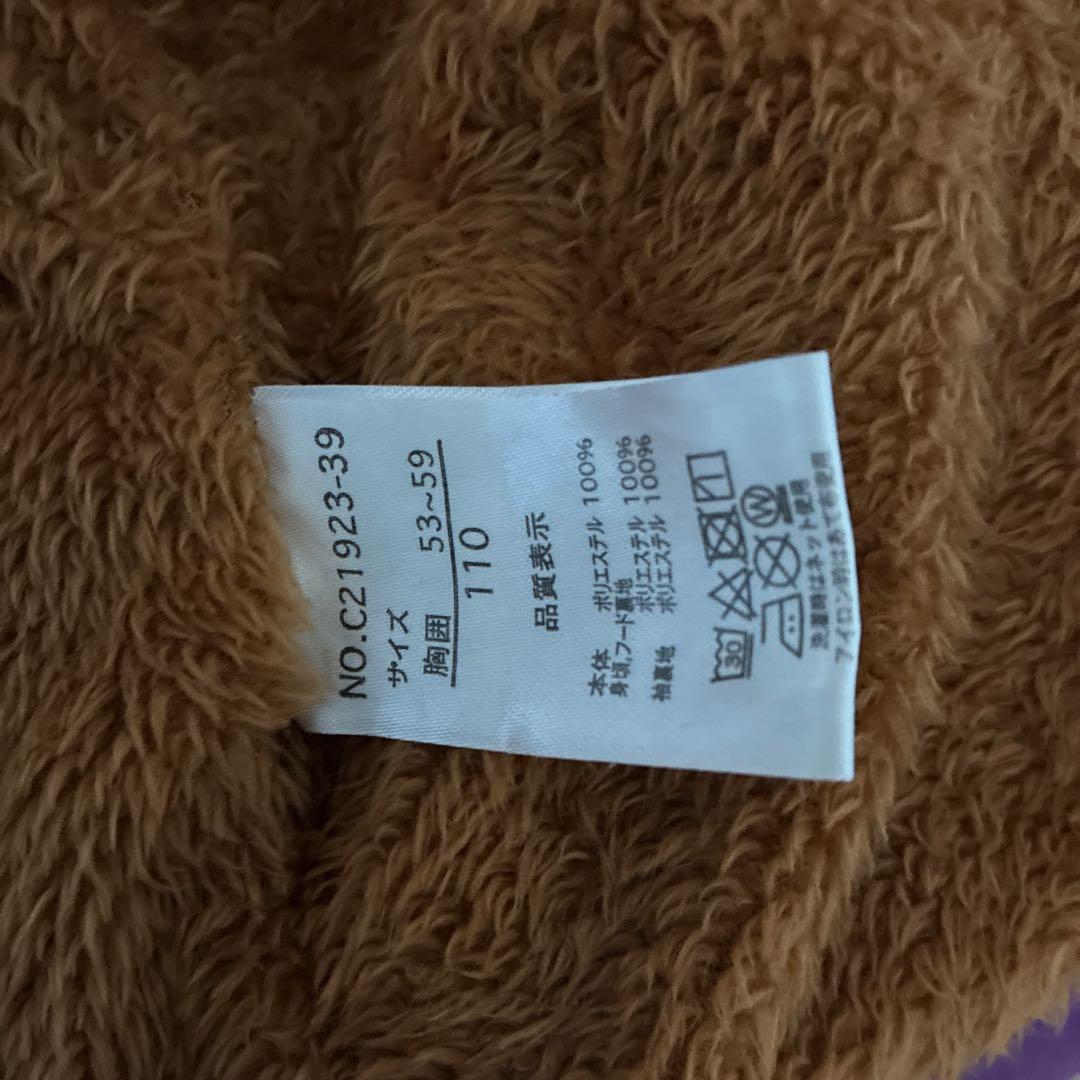 NO.C21923-39
サイズ
胸囲 53~59
110
品質表示
本体 ポリエステル 100%
身頃,フード裏地
ポリエステル 100%
袖裏地 ポリエステル 100%
30
W
洗濯時はネット使用
アイロン時はあて布使用